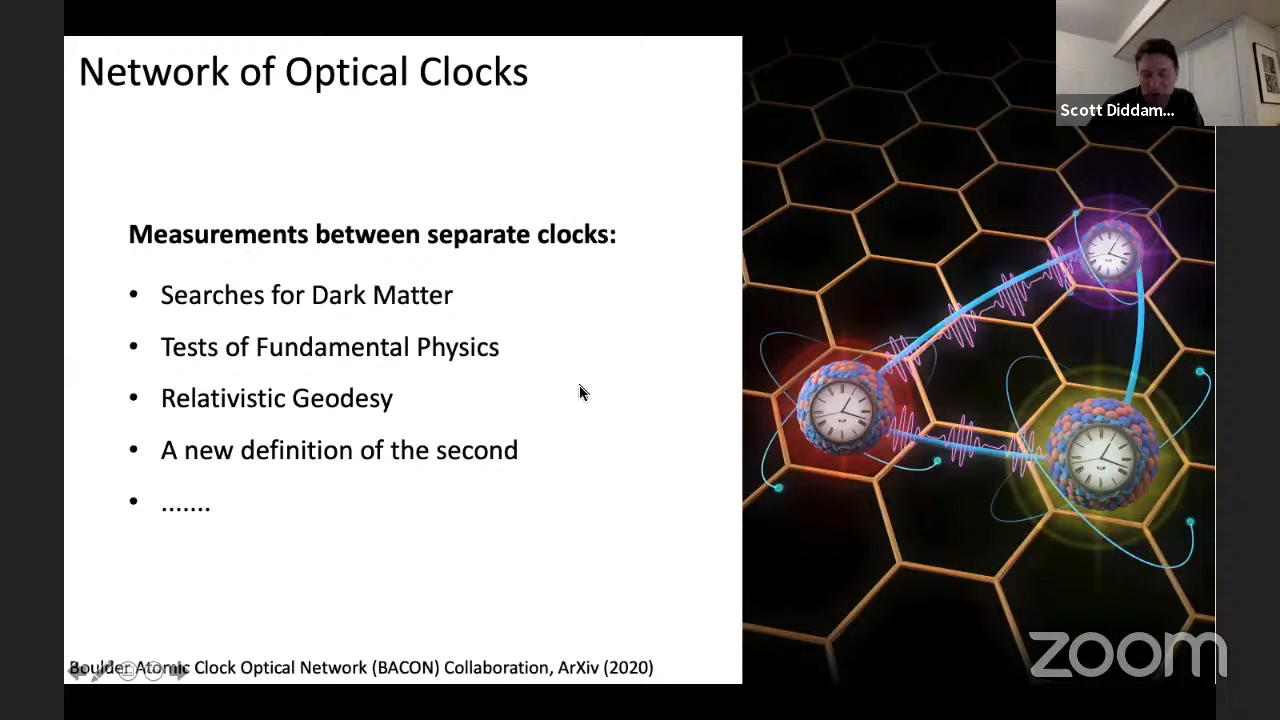 Network of Optical Clocks
Scott Diddam...
Measurements between separate clocks:
• Searches for Dark Matter
• Tests of Fundamental Physics
• Relativistic Geodesy
• A new definition of the second
• .......
Boulder Atomic Clock Optical Network (BACON) Collaboration, ArXiv (2020)
zoom